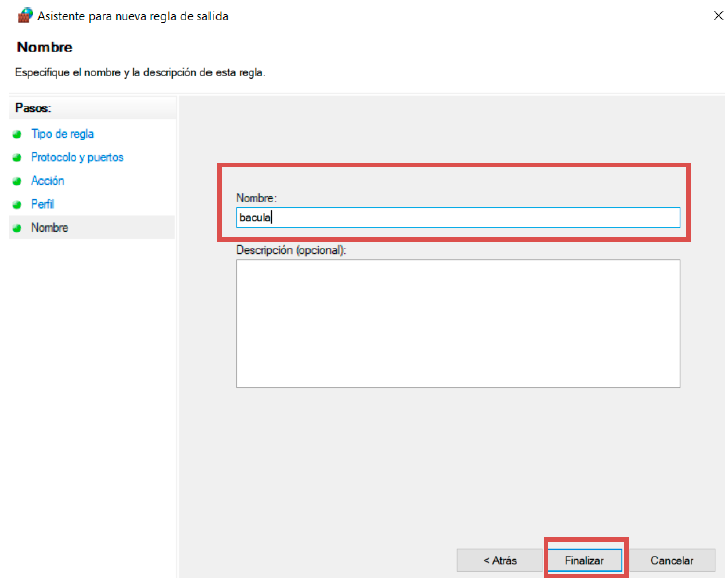 Asistente para nueva regla de salida
Nombre
Especifique el nombre y la descripción de esta regla.
Pasos:
Tipo de regla
Protocolo y puertos
Acción
Perfil
Nombre
Nombre:
bacula
Descripción (opcional):
< Atrás
Finalizar
Cancelar